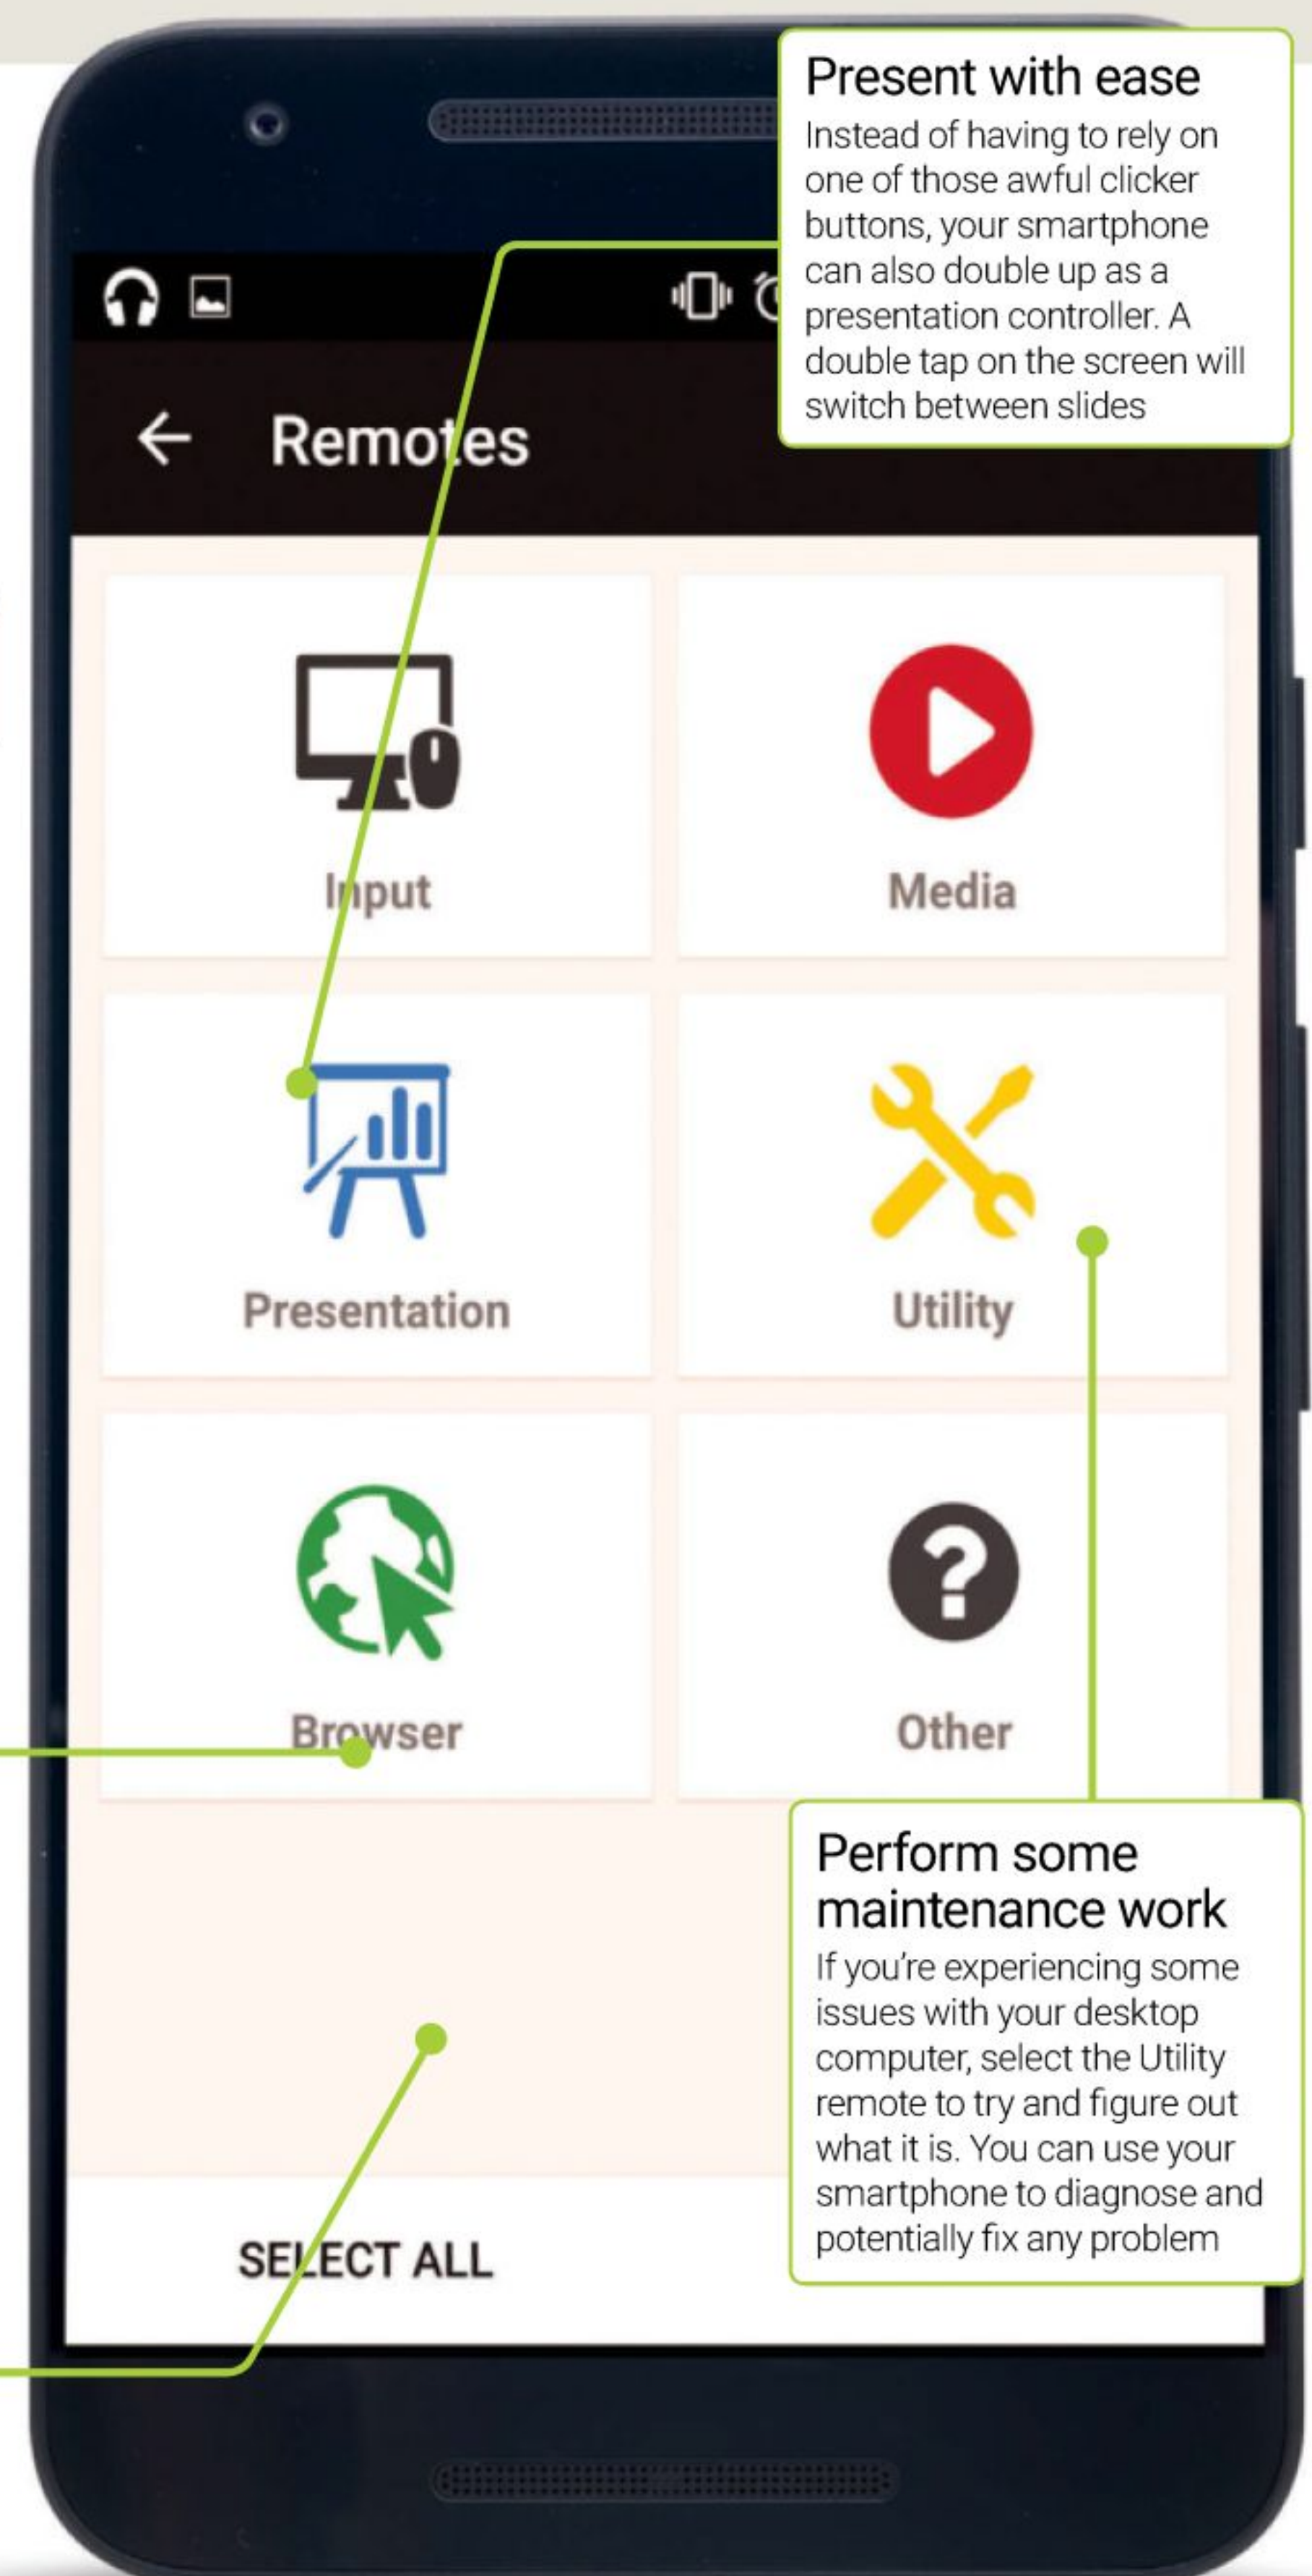 Present with ease
Instead of having to rely on
one of those awful clicker
buttons, your smartphone
can also double up as a
presentation controller. A
double tap on the screen will
switch between slides
Remotes
Input
Media
Presentation
Utility
Browser
Other
Perform some
maintenance work
If you're experiencing some
issues with your desktop
computer, select the Utility
remote to try and figure out
what it is. You can use your
smartphone to diagnose and
potentially fix any problem
SELECT ALL